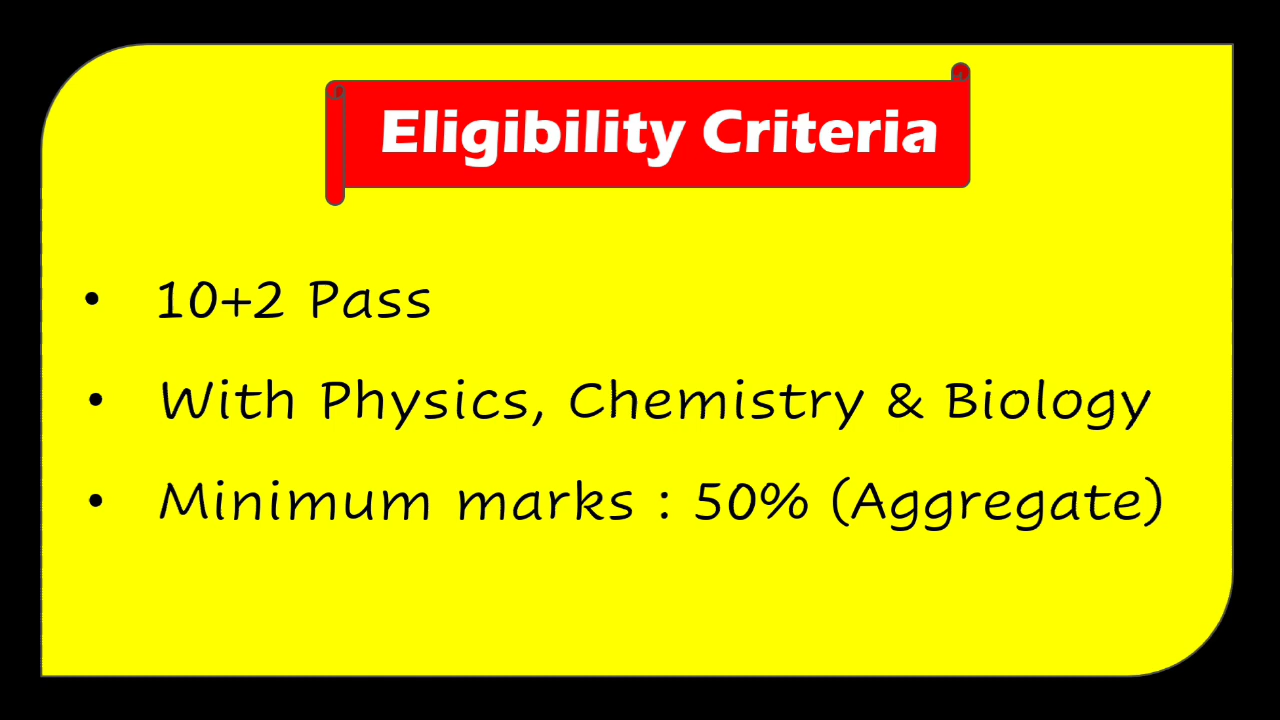 Eligibility Criteria
• 10+2 Pass
• With Physics, Chemistry & Biology
• Minimum marks : 50% (Aggregate)